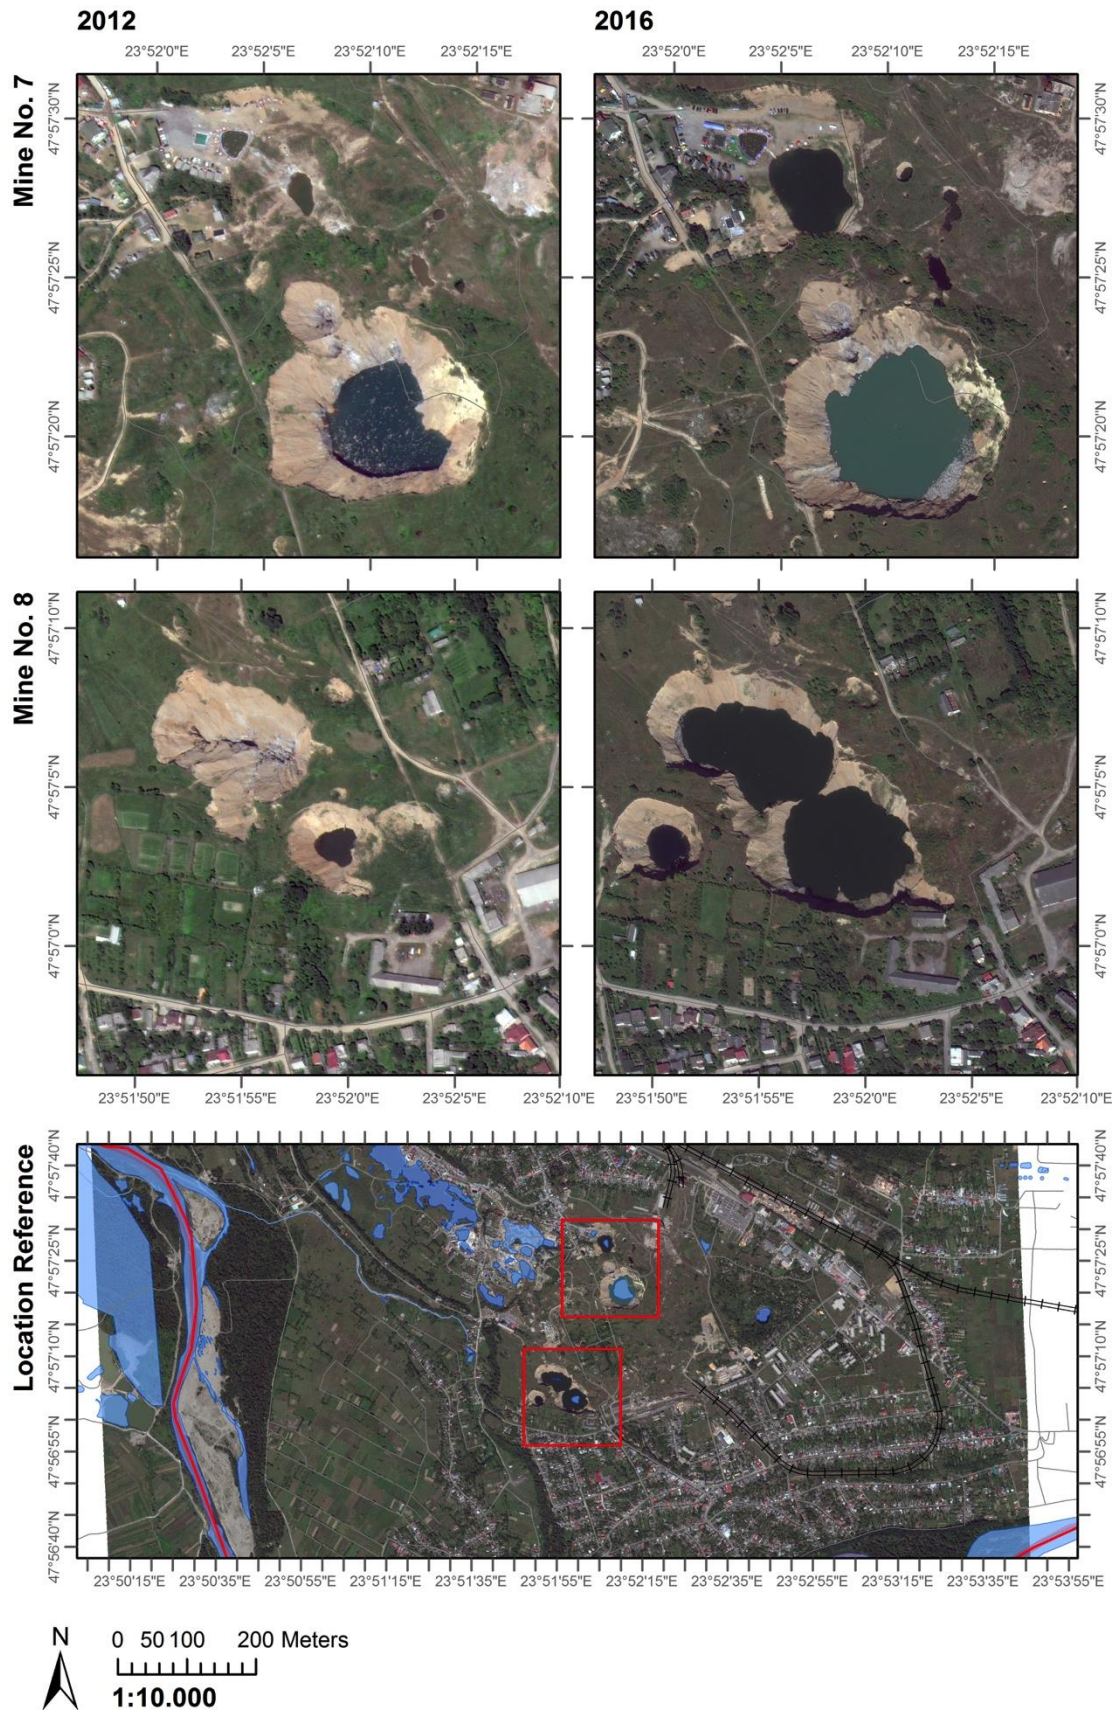 2012
2016
23°52'0"E
23°52'5"E
23°52'10"E
23°52'15"E
23°52'0"E
23°52'5"E
23°52'10"E
23°52'15"E
Mine No. 7
47°57'30"N
47°57'25"N
47°57'20"N
47°57'30"N
47°57'25"N
47°57'20"N
Mine No. 8
47°57'10"N
47°57'5"N
47°57'0"N
47°57'10"N
47°57'5"N
47°57'0"N
23°51'50"E
23°51'55"E
23°52'0"E
23°52'5"E
23°52'10"E
23°51'50"E
23°51'55"E
23°52'0"E
23°52'5"E
23°52'10"E
Location Reference
47°57'40"N
47°57'25"N
47°57'10"N
47°56'55"N
47°56'40"N
47°57'40"N
47°57'25"N
47°57'10"N
47°56'55"N
47°56'40"N
23°50'15"E
23°50'35"E
23°50'55"E
23°51'15"E
23°51'35"E
23°51'55"E
23°52'15"E
23°52'35"E
23°52'55"E
23°53'15"E
23°53'35"E
23°53'55"E
N
0 50 100 200 Meters
1:10.000